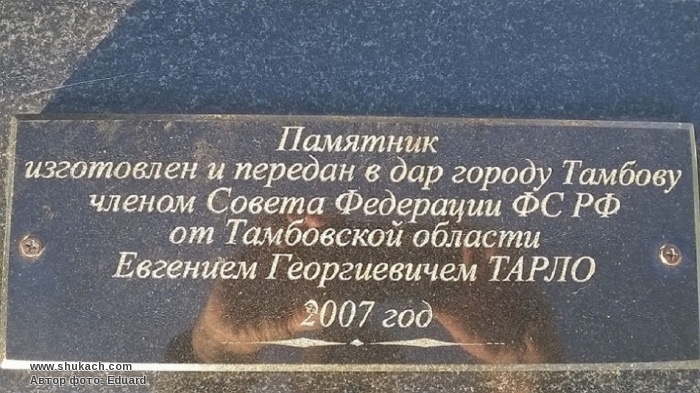 Памятник
изготовлен и передан в дар городу Тамбову
членом Совета Федерации ФС РФ
от Тамбовской области
Евгением Георгиевичем ТАРЛО
2007 год
www.shukach.com
Автор фото: Eduard